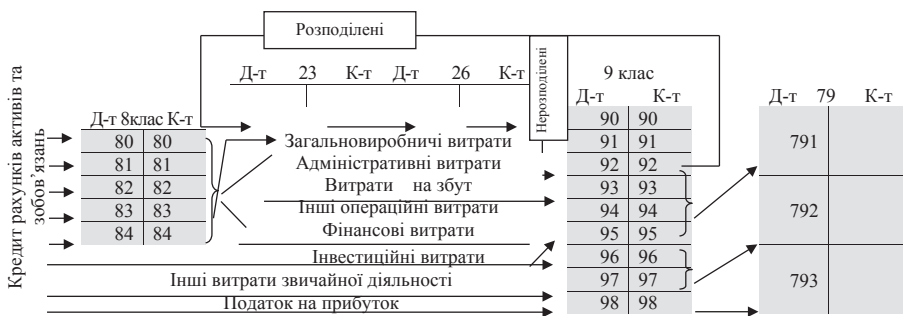 Розподілені
Нерозподілені
Д-т 23 К-т Д-т 26 К-т
9 клас
Д-т К-т
Д-т 79 К-т
Кредит рахунків активів та
зобов’язань
Д-т 8клас К-т
80 80
81 81
82 82
83 83
84 84
Загальновиробничі витрати
Адміністративні витрати
Витрати на збут
Інші операційні витрати
Фінансові витрати
Інвестиційні витрати
Інші витрати звичайної діяльності
Податок на прибуток
90 90
91 91
92 92
93 93
94 94
95 95
96 96
97 97
98 98
791
792
793